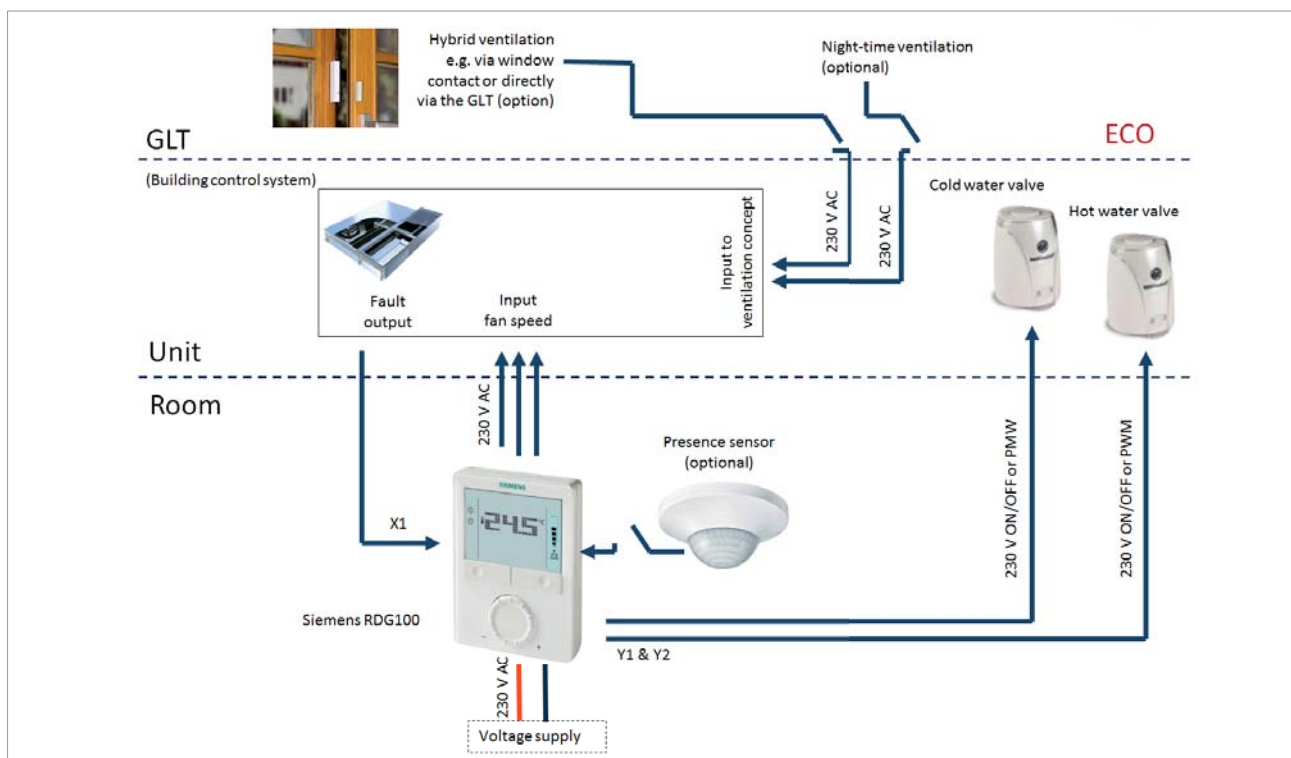 Hybrid ventilation
e.g. via window
contact or directly
via the GLT (option)
Night-time ventilation
(optional)
GLT
ECO
(Building control system)
Cold water valve
Hot water valve
230 V AC
230 V AC
Input to
ventilation concept
Fault
output
Input
fan speed
Unit
Room
230 V AC
Presence sensor
(optional)
230 V ON/OFF or PMW
230 V ON/OFF or PWM
SIEMENS
24.5 °C
X1
Siemens RDG100
Y1 & Y2
230 V AC
Voltage supply